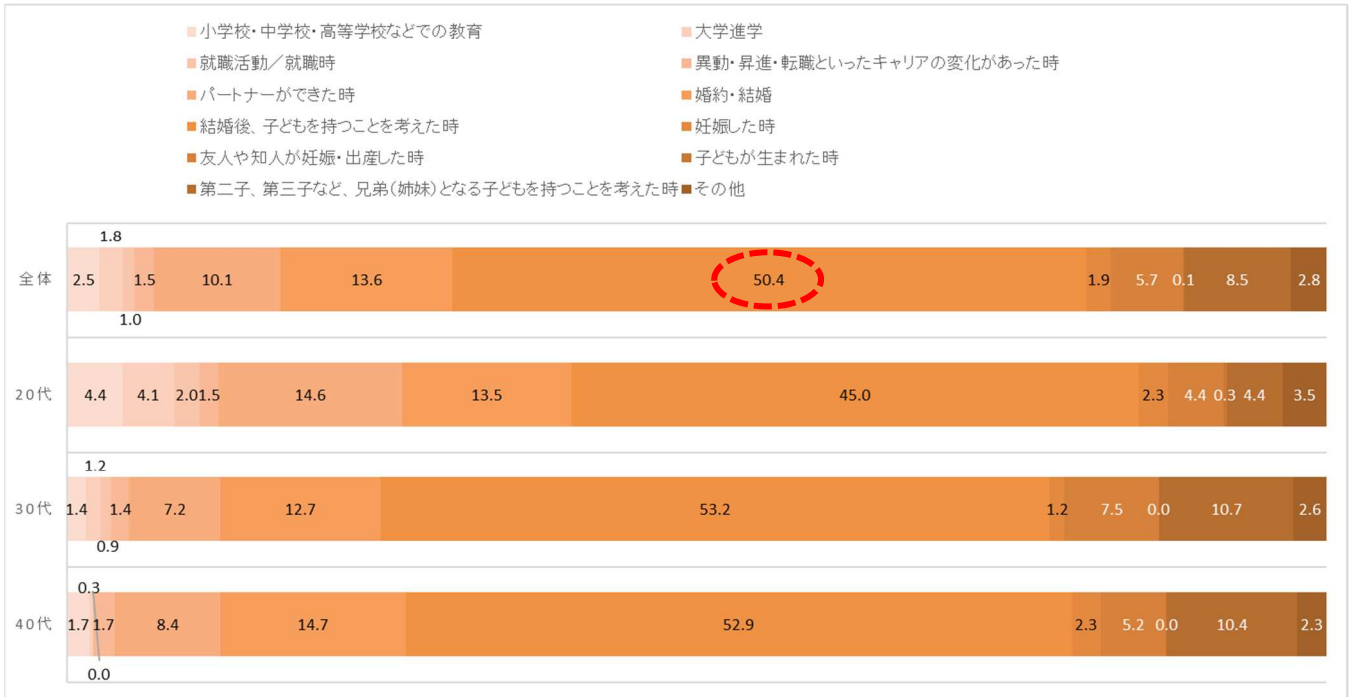 小学校・中学校・高等学校などでの教育
大学進学
就職活動／就職時
異動・昇進・転職といったキャリアの変化があった時
パートナーができた時
婚約・結婚
結婚後、子どもを持つことを考えた時
妊娠した時
友人や知人が妊娠・出産した時
子どもが生まれた時
第二子、第三子など、兄弟（姉妹）となる子どもを持つことを考えた時
その他
1.8
全体 2.5 1.5 10.1 13.6 50.4 1.9 5.7 0.1 8.5 2.8
1.0
20代 4.4 4.1 2.0 1.5 14.6 13.5 45.0 2.3 4.4 0.3 4.4 3.5
1.2
30代 1.4 1.4 7.2 12.7 53.2 1.2 7.5 0.0 10.7 2.6
0.9
0.3
40代 1.7 1.7 8.4 14.7 52.9 2.3 5.2 0.0 10.4 2.3
0.0